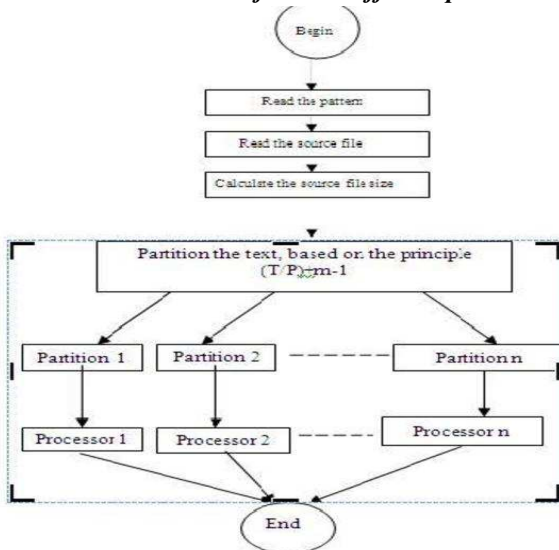 Begin
Read the pattern
Read the source file
Calculate the source file size
Partition the text, based on the principle
(T/P)+m-1
Partition 1 Partition 2 Partition n
Processor 1 Processor 2 Processor n
End